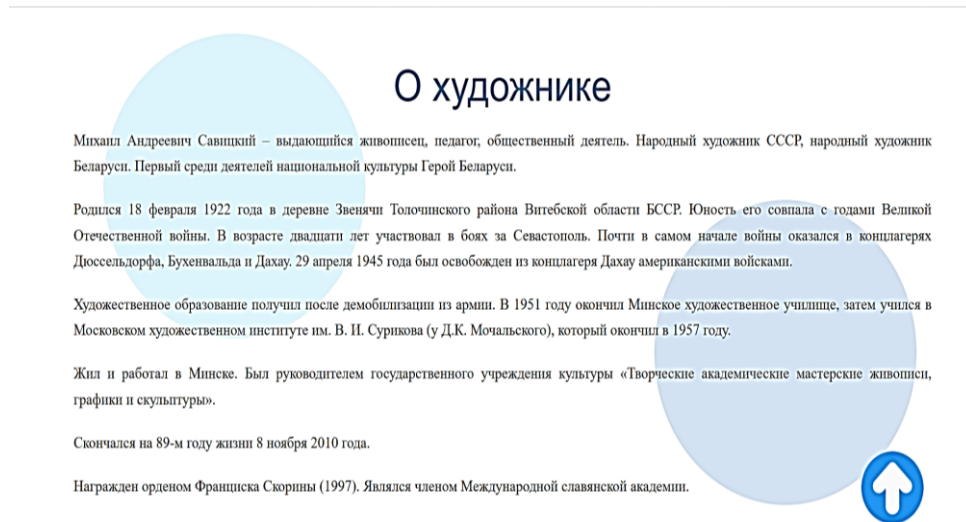 О художнике
Михаил Андреевич Савицкий – выдающийся живописец, педагог, общественный деятель. Народный художник СССР, народный художник
Беларуси. Первый среди деятелей национальной культуры Герой Беларуси.
Родился 18 февраля 1922 года в деревне Звенячи Толочинского района Витебской области БССР. Юность его совпала с годами Великой
Отечественной войны. В возрасте двадцати лет участвовал в боях за Севастополь. Почти в самом начале войны оказался в концлагерях
Дюссельдорфа, Бухенвальда и Дахау. 29 апреля 1945 года был освобожден из концлагеря Дахау американскими войсками.
Художественное образование получил после демобилизации из армии. В 1951 году окончил Минское художественное училище, затем учился в
Московском художественном институте им. В. И. Сурикова (у Д.К. Мочальского), который окончил в 1957 году.
Жил и работал в Минске. Был руководителем государственного учреждения культуры «Творческие академические мастерские живописи,
графики и скульптуры».
Скончался на 89-м году жизни 8 ноября 2010 года.
Награжден орденом Франциска Скорины (1997). Являлся членом Международной славянской академии.